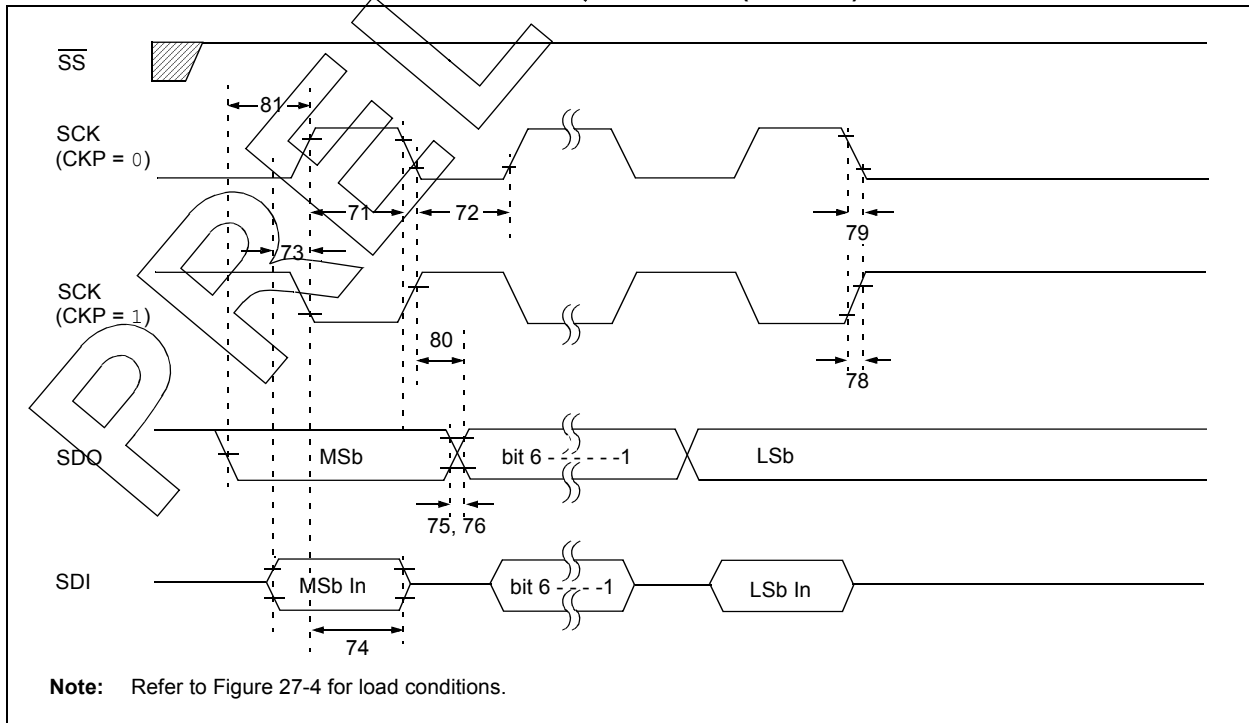 SS
81
SCK
(CKP = 0)
71
72
79
73
SCK
(CKP = 1)
80
78
SDO
MSb
bit 6 - - - - - - -1
LSb
75, 76
SDI
MSb In
bit 6 - - - - -1
LSb In
74
Note: Refer to Figure 27-4 for load conditions.
PREL